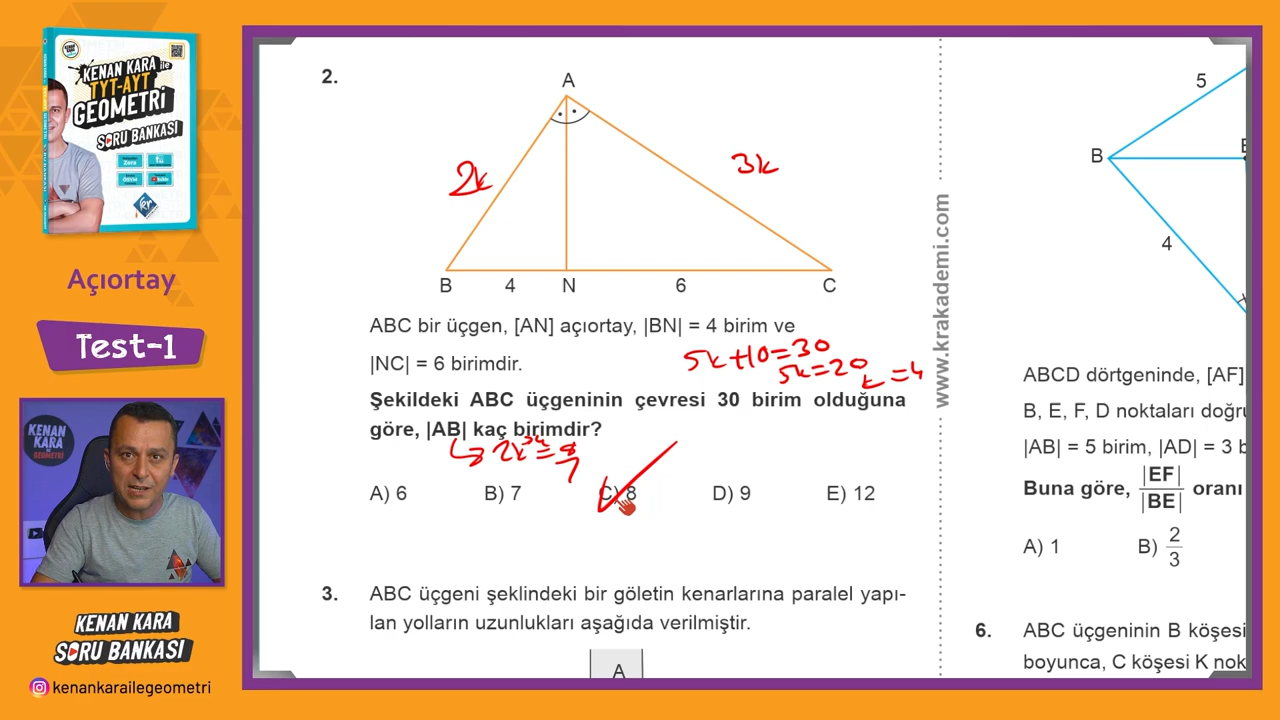 KENAN KARA ile
TYT-AYT
GEOMETRİ
SORU BANKASI
Açıortay
Test-1
KENAN KARA
ile
GEOMETRİ
KENAN KARA
SORU BANKASI
kenankarailegeometri
2.
A
2k
3k
B 4 N 6 C
ABC bir üçgen, [AN] açıortay, |BN| = 4 birim ve
|NC| = 6 birimdir.
5k+10=30
5k=20
k=4
Şekildeki ABC üçgeninin çevresi 30 birim olduğuna
göre, |AB| kaç birimdir?
A) 6 B) 7 C) 8 D) 9 E) 12
3. ABC üçgeni şeklindeki bir göletin kenarlarına paralel yapı-
lan yolların uzunlukları aşağıda verilmiştir.
A
www.krakademi.com
5
B
4
ABCD dörtgeninde, [AF]
B, E, F, D noktaları doğru
|AB| = 5 birim, |AD| = 3 b
Buna göre, |EF|/|BE| oranı
A) 1 B) 2/3
6. ABC üçgeninin B köşesi
boyunca, C köşesi K nok